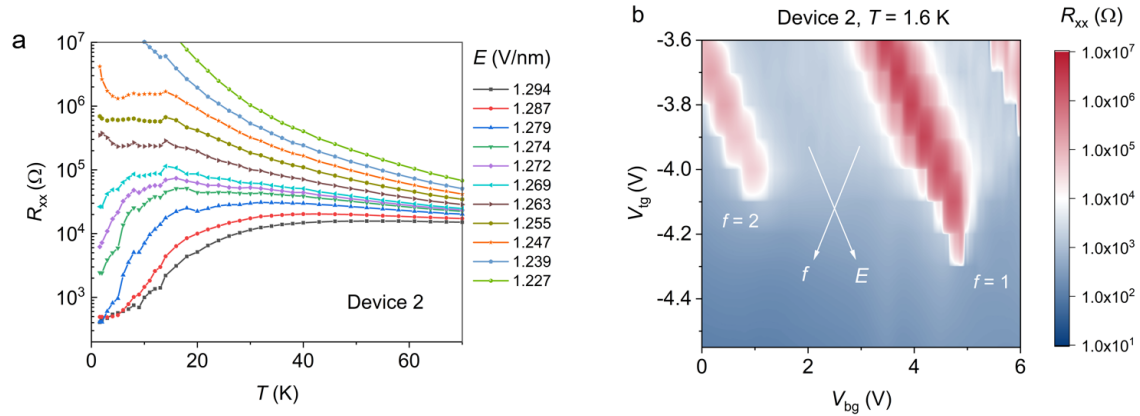 a
R_xx (Ω)
10^7
10^6
10^5
10^4
10^3
0
20
40
60
T (K)
Device 2
E (V/nm)
1.294
1.287
1.279
1.274
1.272
1.269
1.263
1.255
1.247
1.239
1.227
b
Device 2, T = 1.6 K
V_tg (V)
-3.6
-3.8
-4.0
-4.2
-4.4
0
2
4
6
V_bg (V)
f = 2
f
E
f = 1
R_xx (Ω)
1.0x10^7
1.0x10^6
1.0x10^5
1.0x10^4
1.0x10^3
1.0x10^2
1.0x10^1